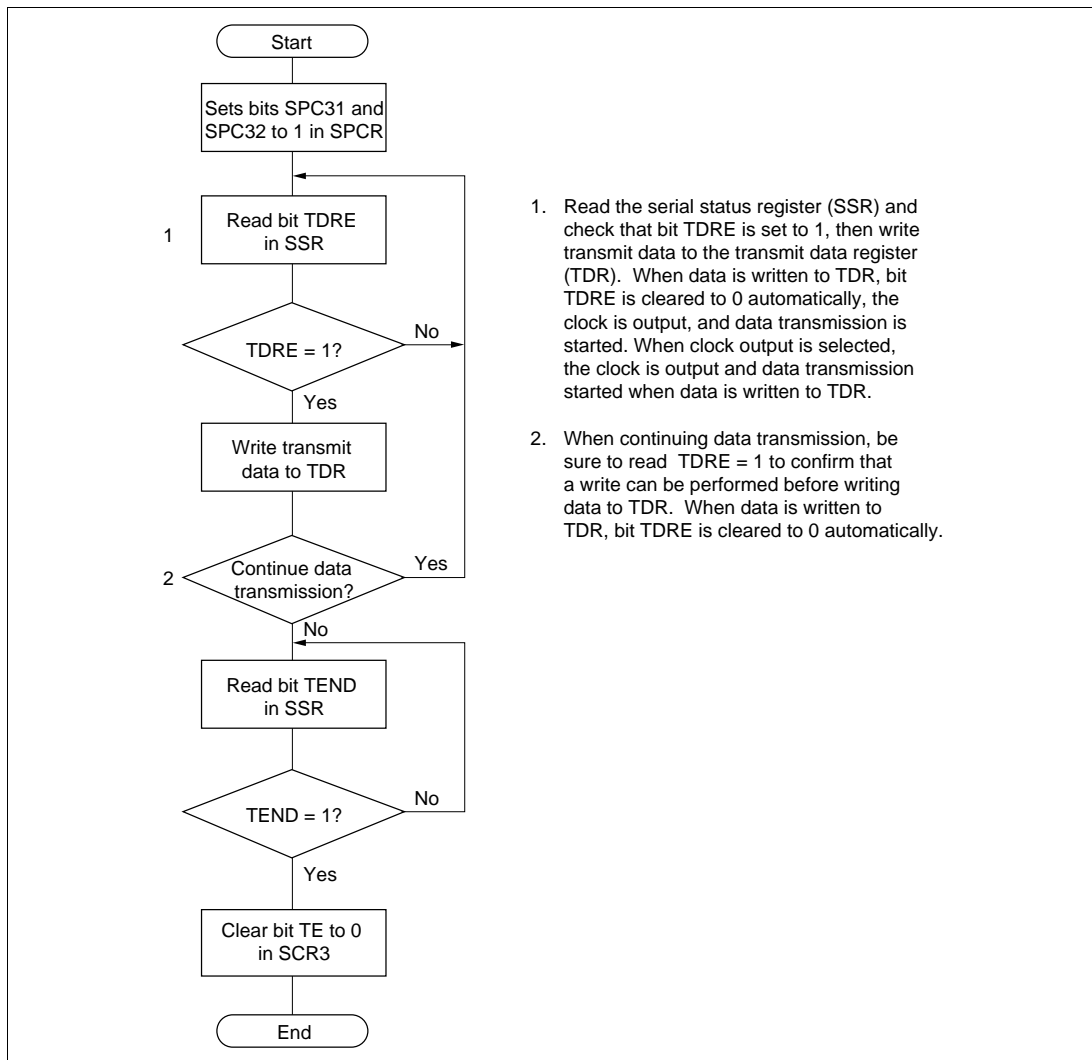 Start
Sets bits SPC31 and
SPC32 to 1 in SPCR
1
Read bit TDRE
in SSR
TDRE = 1?
No
Yes
Write transmit
data to TDR
2
Continue data
transmission?
Yes
No
Read bit TEND
in SSR
TEND = 1?
No
Yes
Clear bit TE to 0
in SCR3
End
1. Read the serial status register (SSR) and
check that bit TDRE is set to 1, then write
transmit data to the transmit data register
(TDR). When data is written to TDR, bit
TDRE is cleared to 0 automatically, the
clock is output, and data transmission is
started. When clock output is selected,
the clock is output and data transmission
started when data is written to TDR.
2. When continuing data transmission, be
sure to read TDRE = 1 to confirm that
a write can be performed before writing
data to TDR. When data is written to
TDR, bit TDRE is cleared to 0 automatically.